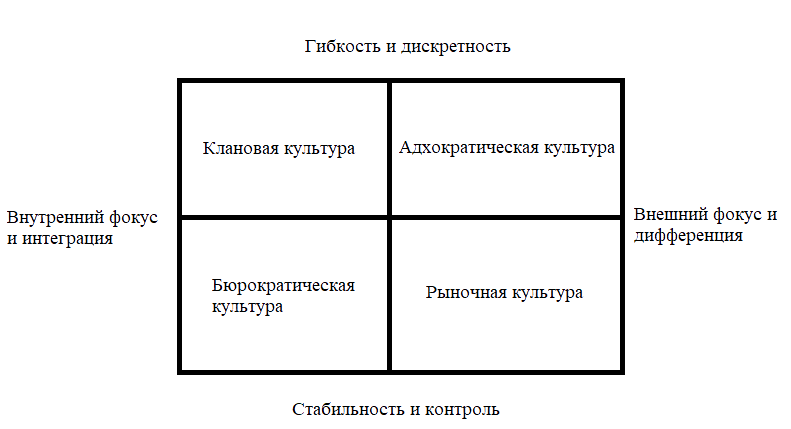 Гибкость и дискретность
Клановая культура
Адхократическая культура
Внутренний фокус
и интеграция
Внешний фокус и
дифференция
Бюрократическая
культура
Рыночная культура
Стабильность и контроль